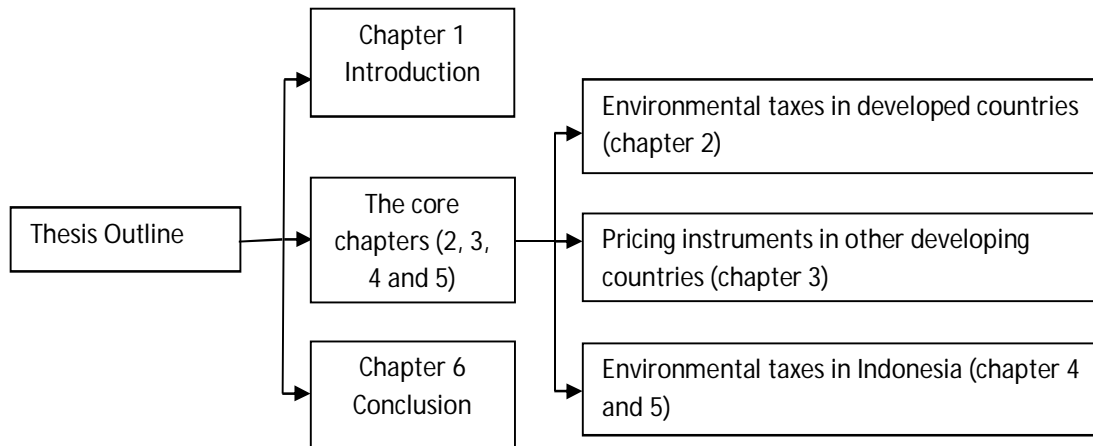 Thesis Outline
Chapter 1
Introduction
The core
chapters (2, 3,
4 and 5)
Chapter 6
Conclusion
Environmental taxes in developed countries
(chapter 2)
Pricing instruments in other developing
countries (chapter 3)
Environmental taxes in Indonesia (chapter 4
and 5)